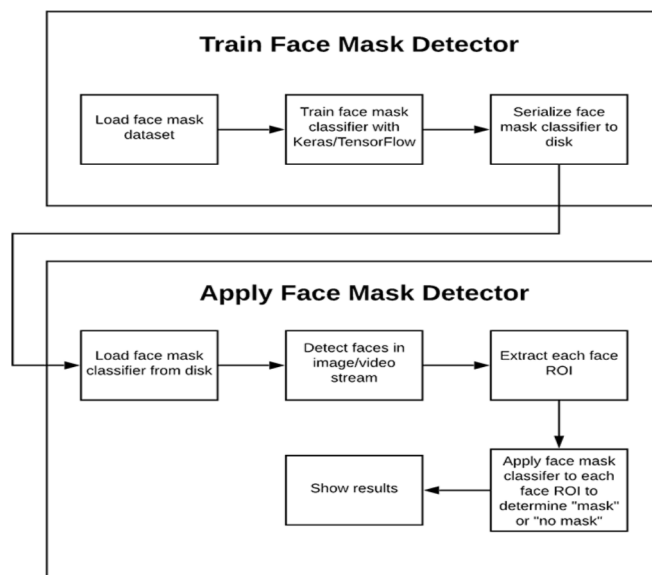 Train Face Mask Detector
Load face mask
dataset
Train face mask
classifier with
Keras/TensorFlow
Serialize face
mask classifier to
disk
Apply Face Mask Detector
Load face mask
classifier from disk
Detect faces in
image/video
stream
Extract each face
ROI
Show results
Apply face mask
classifer to each
face ROI to
determine "mask"
or "no mask"